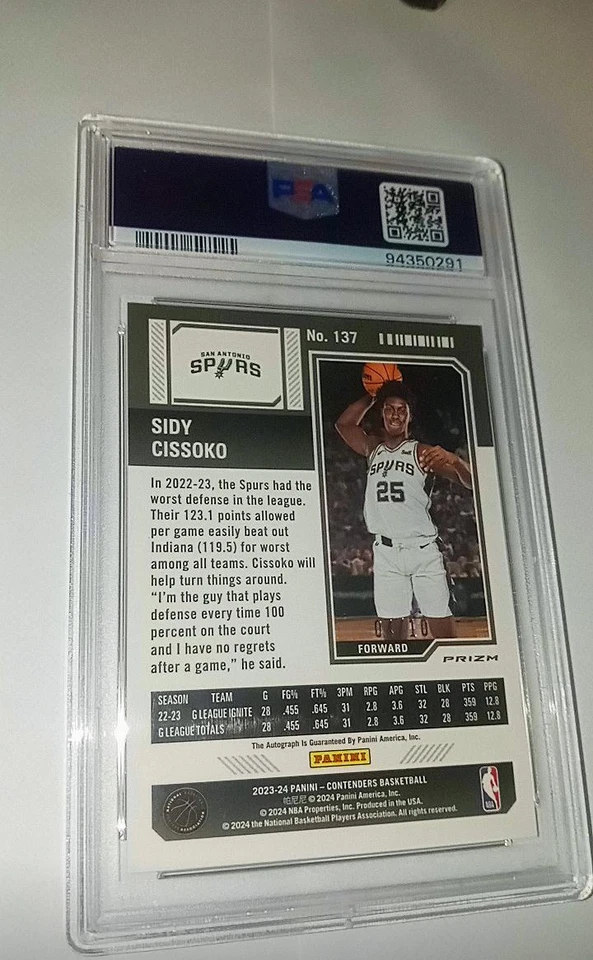 PSA
94350291
SAN ANTONIO
SPURS
No. 137
SIDY
CISSOKO
In 2022-23, the Spurs had the
worst defense in the league.
Their 123.1 points allowed
per game easily beat out
Indiana (119.5) for worst
among all teams. Cissoko will
help turn things around.
“I’m the guy that plays
defense every time 100
percent on the court
and I have no regrets
after a game,” he said.
SPURS
25
FORWARD
PRIZM
SEASON TEAM G FG% FT% 3PM RPG APG STL BLK PTS PPG
22-23 G LEAGUE IGNITE 28 .455 .645 31 2.8 3.6 32 28 359 12.8
G LEAGUE TOTALS 28 .455 .645 31 2.8 3.6 32 28 359 12.8
The Autograph Is Guaranteed By Panini America, Inc.
PANINI
2023-24 PANINI – CONTENDERS BASKETBALL
帕尼尼 © 2024 Panini America, Inc.
© 2024 NBA Properties, Inc. Produced in the USA.
© 2024 the National Basketball Players Association. All rights reserved.
NBA